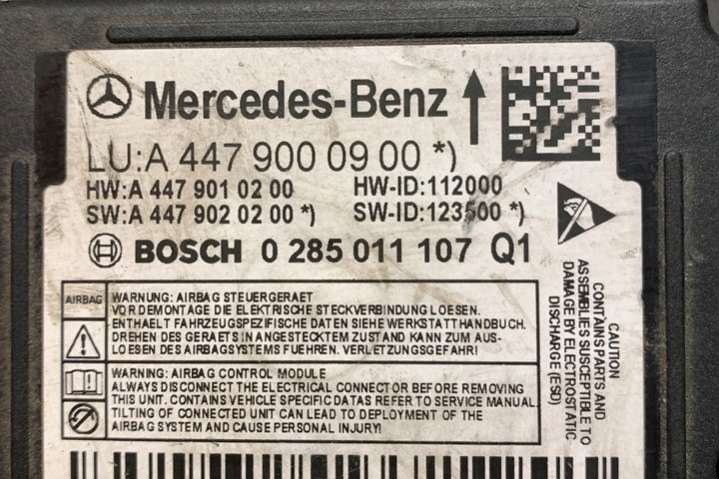 Mercedes-Benz
LU:A 447 900 09 00 *)
HW:A 447 901 02 00 HW-ID:112000
SW:A 447 902 02 00 *) SW-ID:123500 *)
BOSCH 0 285 011 107 Q1
AIRBAG
WARNUNG: AIRBAG STEUERGERAET
VOR DEMONTAGE DIE ELEKTRISCHE STECKVERBINDUNG LOESEN.
ENTHAELT FAHRZEUGSPEZIFISCHE DATEN SIEHE WERKSTATTHANDBUCH.
DREHEN DES GERAETS IN ANGESTECKTEM ZUSTAND KANN ZUM AUS-
LOESEN DES AIRBAGSYSTEMS FUEHREN. VERLETZUNGSGEFAHR!
WARNING: AIRBAG CONTROL MODULE
ALWAYS DISCONNECT THE ELECTRICAL CONNECTOR BEFORE REMOVING
THIS UNIT. CONTAINS VEHICLE SPECIFIC DATAS REFER TO SERVICE MANUAL
TILTING OF CONNECTED UNIT CAN LEAD TO DEPLOYMENT OF THE
AIRBAG SYSTEM AND CAUSE PERSONAL INJURY!
CAUTION
CONTAINS PARTS AND
ASSEMBLIES SUSCEPTIBLE TO
DAMAGE BY ELECTROSTATIC
DISCHARGE (ESD)